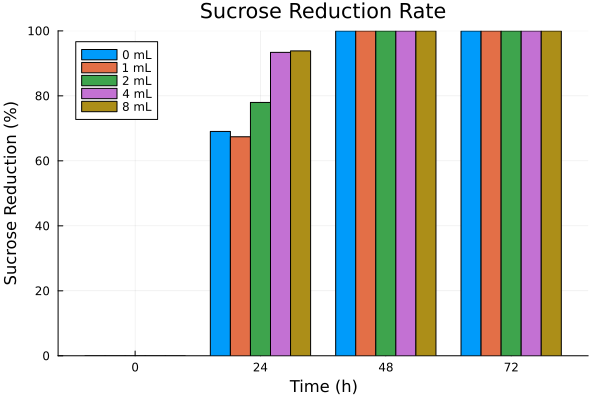 Sucrose Reduction Rate
Sucrose Reduction (%)
100
80
60
40
20
0
0 mL
1 mL
2 mL
4 mL
8 mL
0
24
48
72
Time (h)